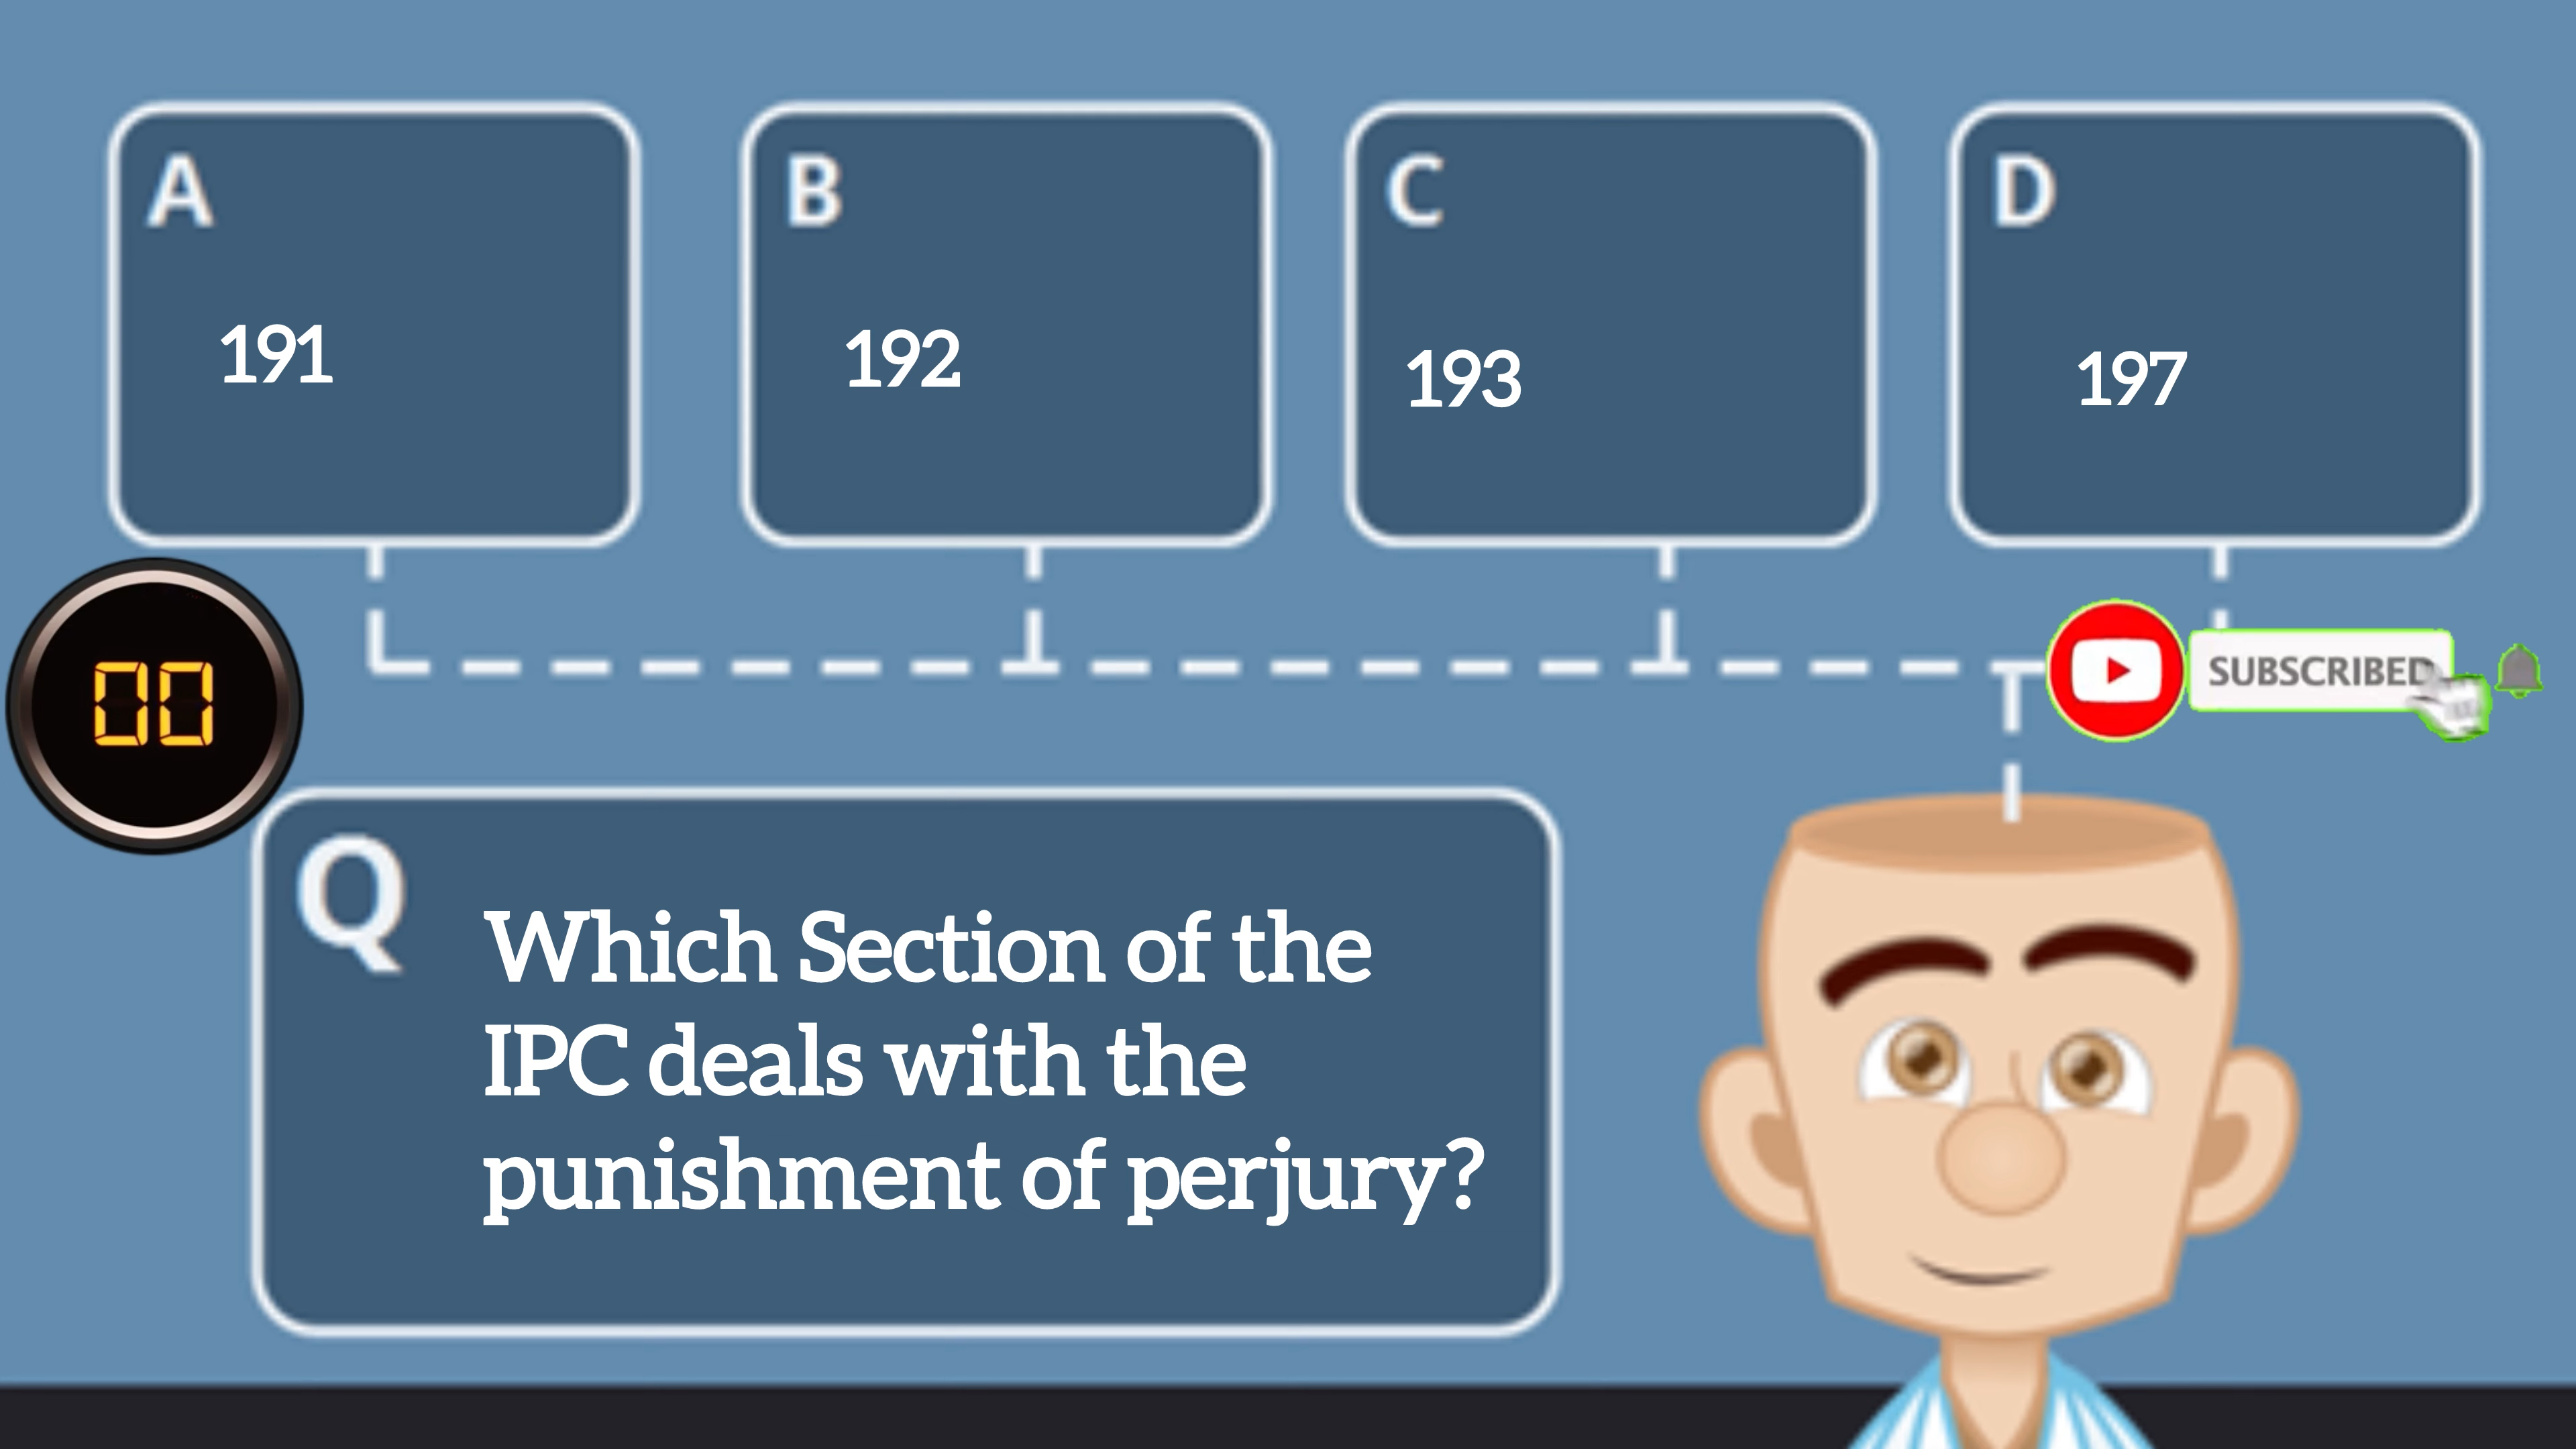 A
B
C
D
191
192
193
197
00
SUBSCRIBED
Q
Which Section of the
IPC deals with the
punishment of perjury?